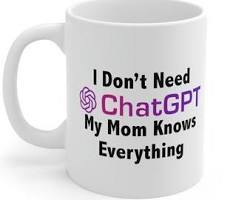 I Don't Need
ChatGPT
My Mom Knows
Everything